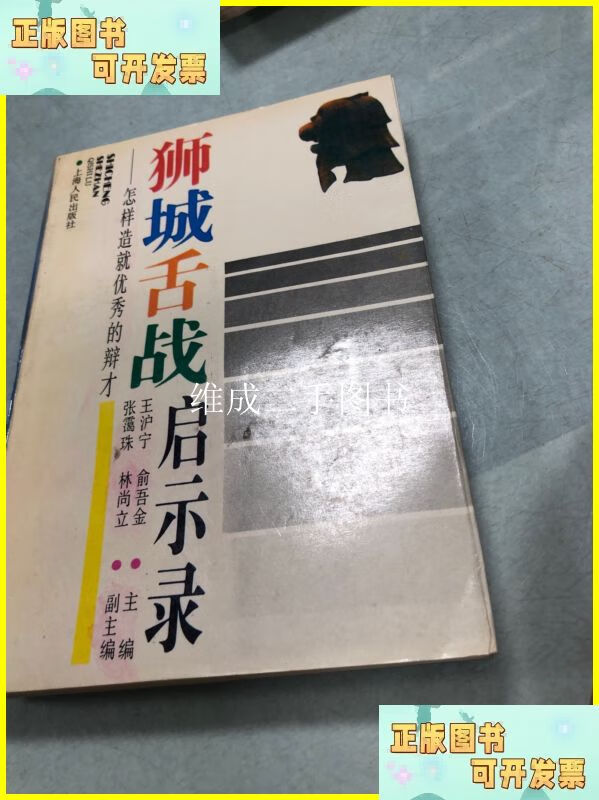 正版图书
可开发票
狮城舌战启示录
——怎样造就优秀的辩才
SHICHENG
SHEZHAN
QISHI LU
上海人民出版社
王沪宁 俞吾金 主编
张霭珠 林尚立 副主编
维成二手图书
正版图书
可开发票